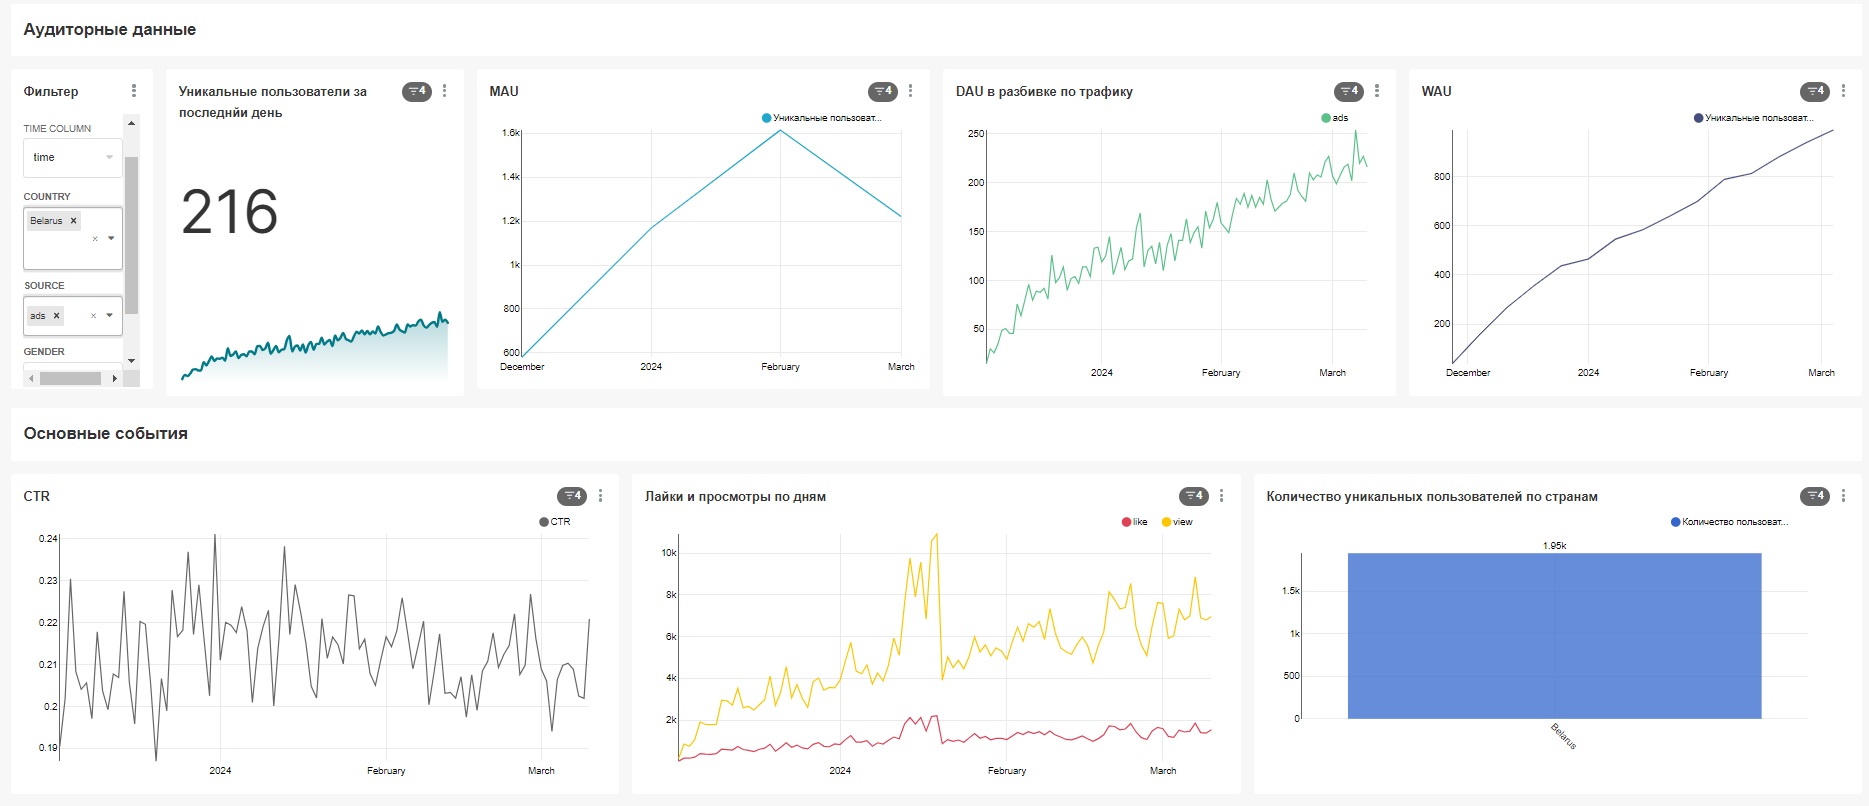 Аудиторные данные
Фильтр
TIME COLUMN
time
COUNTRY
Belarus ×
×
SOURCE
ads ×
×
GENDER
Уникальные пользователи за
последнйи день
4
216
MAU
4
Уникальные пользоват...
1.6k
1.4k
1.2k
1k
800
600
December 2024 February March
DAU в разбивке по трафику
4
ads
250
200
150
100
50
2024 February March
WAU
4
Уникальные пользоват...
800
600
400
200
December 2024 February March
Основные события
CTR
4
CTR
0.24
0.23
0.22
0.21
0.2
0.19
2024 February March
Лайки и просмотры по дням
4
like view
10k
8k
6k
4k
2k
2024 February March
Количество уникальных пользователей по странам
4
Количество пользоват...
1.95k
1.5k
1k
500
0
Belarus